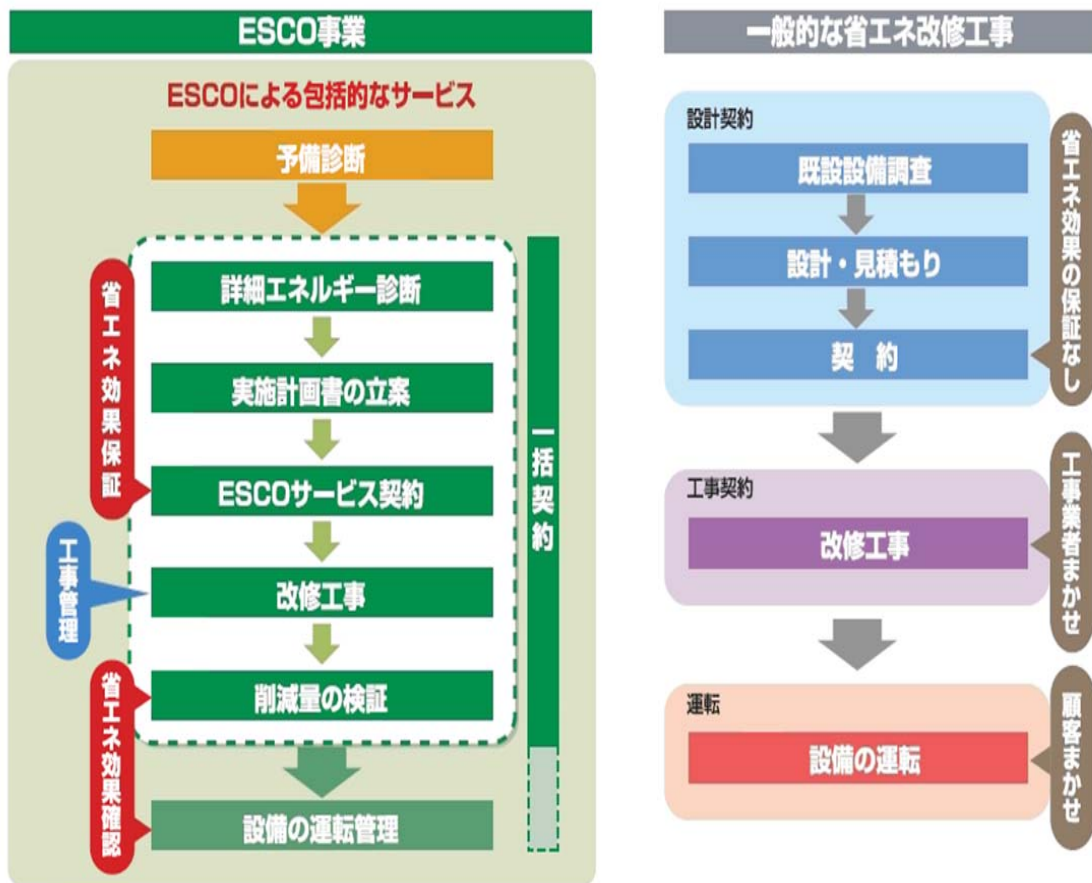 ESCO事業
ESCOによる包括的なサービス
予備診断
詳細エネルギー診断
実施計画書の立案
ESCOサービス契約
改修工事
削減量の検証
設備の運転管理
省エネ効果保証
工事管理
省エネ効果確認
一括契約
一般的な省エネ改修工事
設計契約
既設設備調査
設計・見積もり
契　約
省エネ効果の保証なし
工事契約
改修工事
工事業者まかせ
運転
設備の運転
顧客まかせ